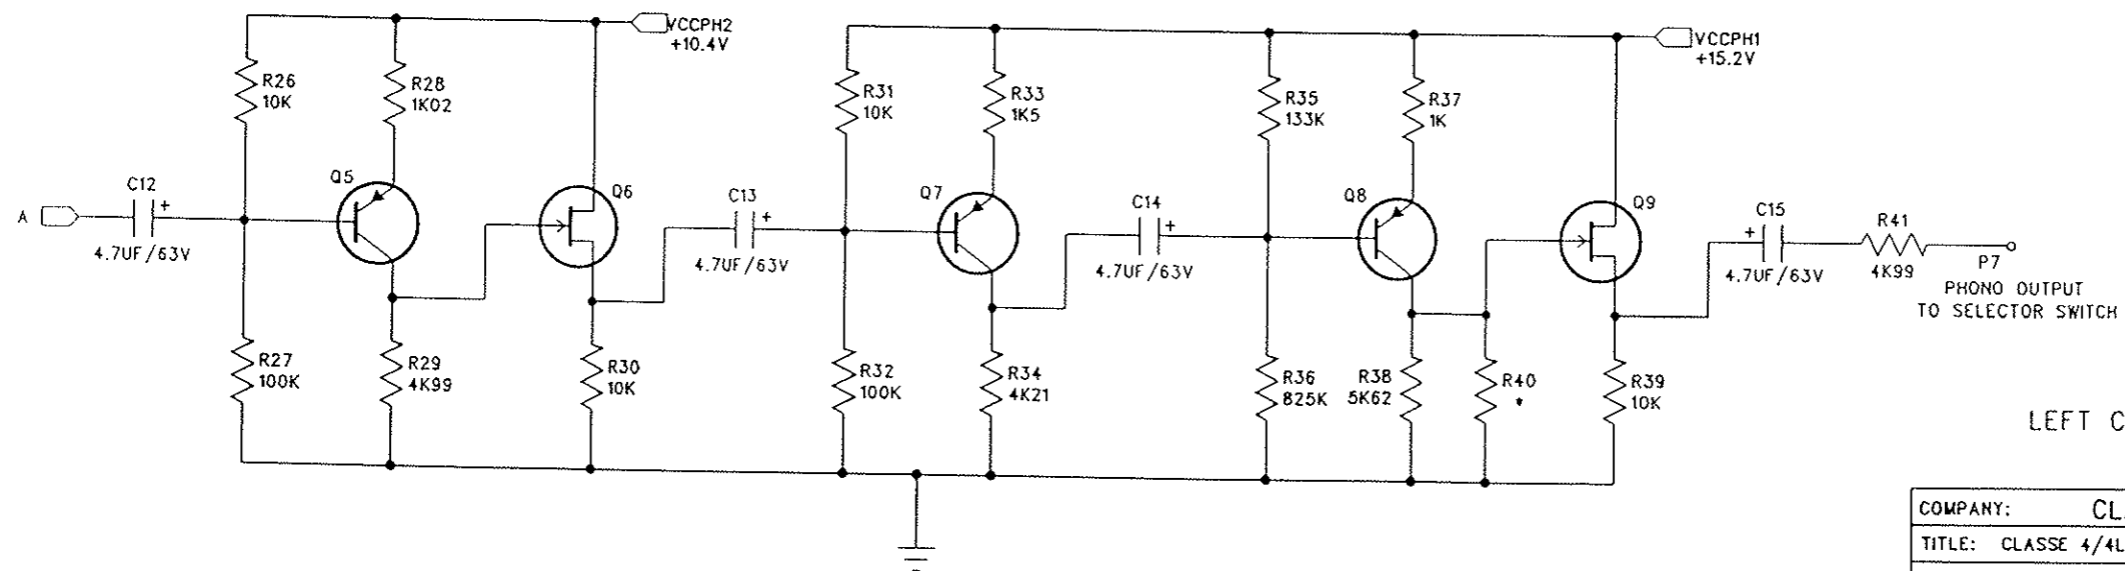 VCCPH2
+10.4V
VCCPH1
+15.2V
R26
10K
R28
1K02
R31
10K
R33
1K5
R35
133K
R37
1K
Q5
Q6
Q7
Q8
Q9
A
C12
+
4.7UF/63V
C13
+
4.7UF/63V
C14
+
4.7UF/63V
+
C15
4.7UF/63V
R41
4K99
P7
PHONO OUTPUT
TO SELECTOR SWITCH
R27
100K
R29
4K99
R30
10K
R32
100K
R34
4K21
R36
825K
R38
5K62
R40
*
R39
10K
LEFT C
COMPANY: CL
TITLE: CLASSE 4/4L